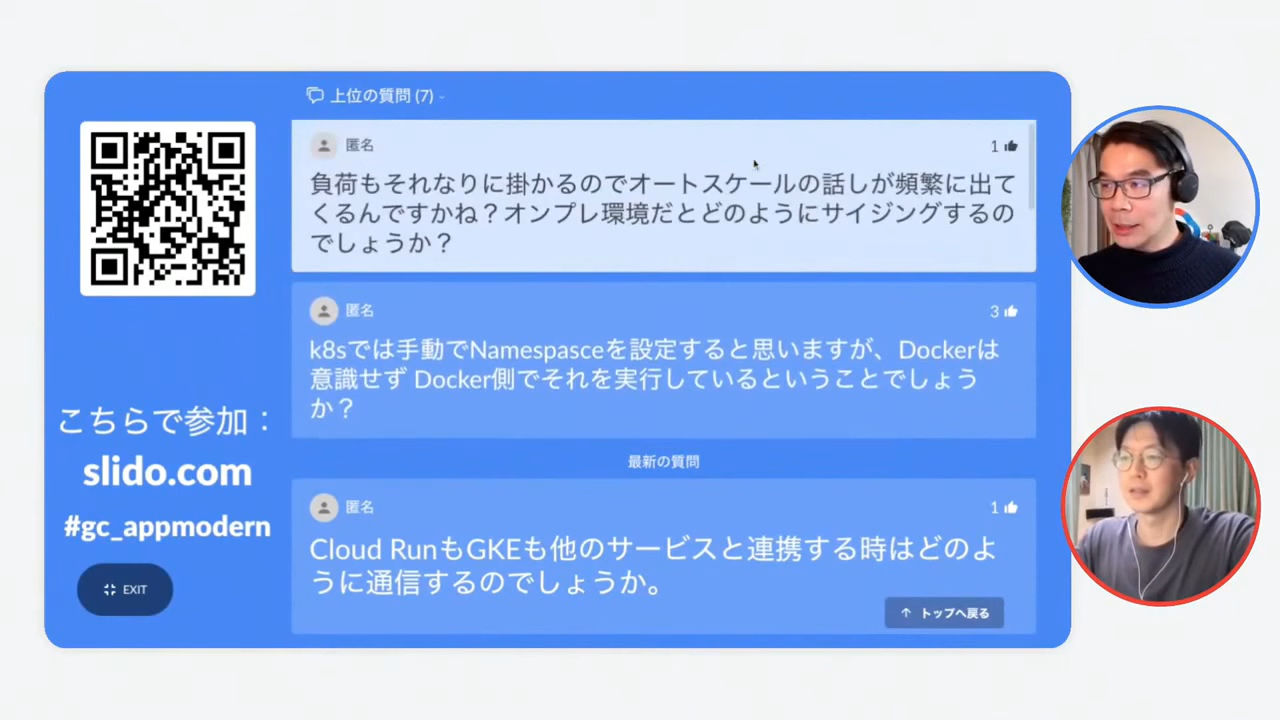 上位の質問 (7)
匿名
1
負荷もそれなりに掛かるのでオートスケールの話しが頻繁に出て
くるんですかね？オンプレ環境だとどのようにサイジングするの
でしょうか？
匿名
3
k8sでは手動でNamespasceを設定すると思いますが、Dockerは
意識せず Docker側でそれを実行しているということでしょう
か？
最新の質問
匿名
1
Cloud RunもGKEも他のサービスと連携する時はどのよ
うに通信するのでしょうか。
トップへ戻る
こちらで参加：
slido.com
#gc_appmodern
EXIT